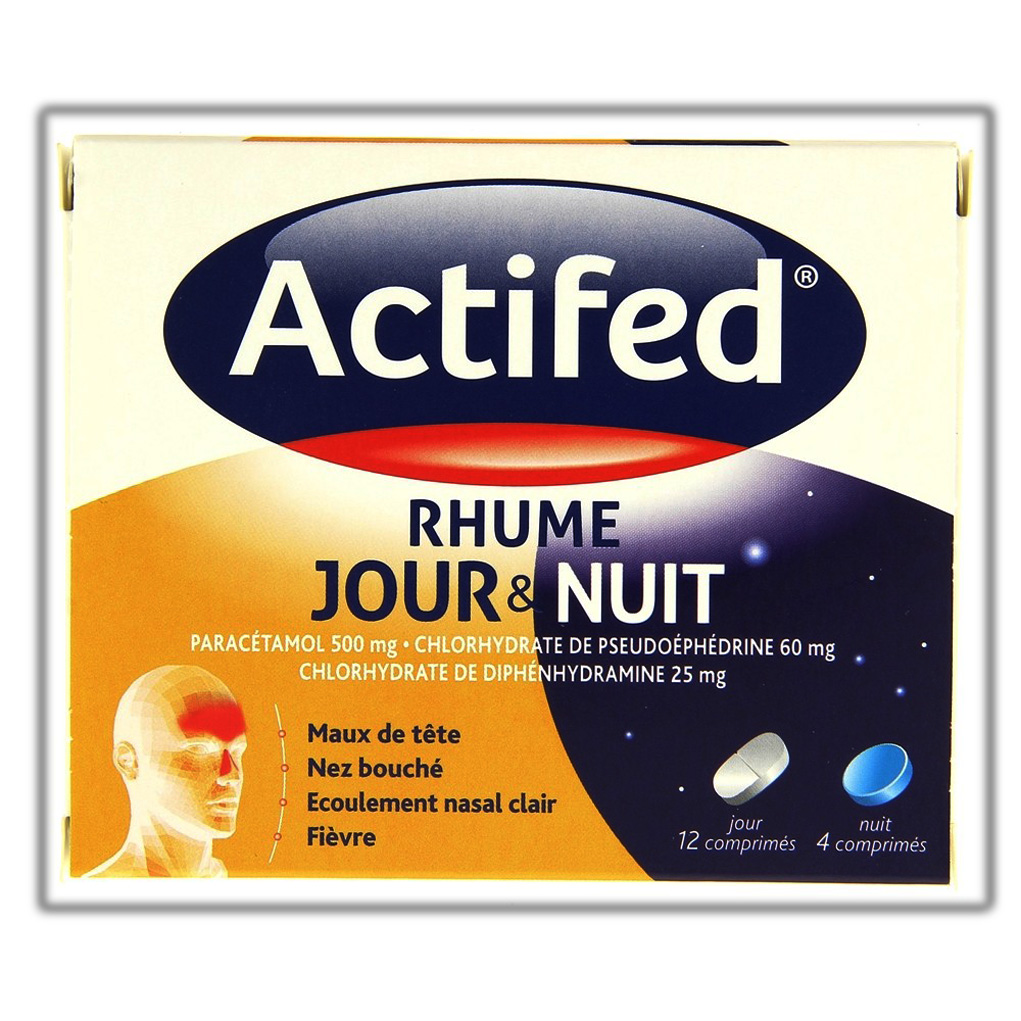 Actifed®
RHUME
JOUR & NUIT
PARACÉTAMOL 500 mg • CHLORHYDRATE DE PSEUDOÉPHÉDRINE 60 mg
CHLORHYDRATE DE DIPHÉNHYDRAMINE 25 mg
Maux de tête
Nez bouché
Ecoulement nasal clair
Fièvre
jour
12 comprimés
nuit
4 comprimés